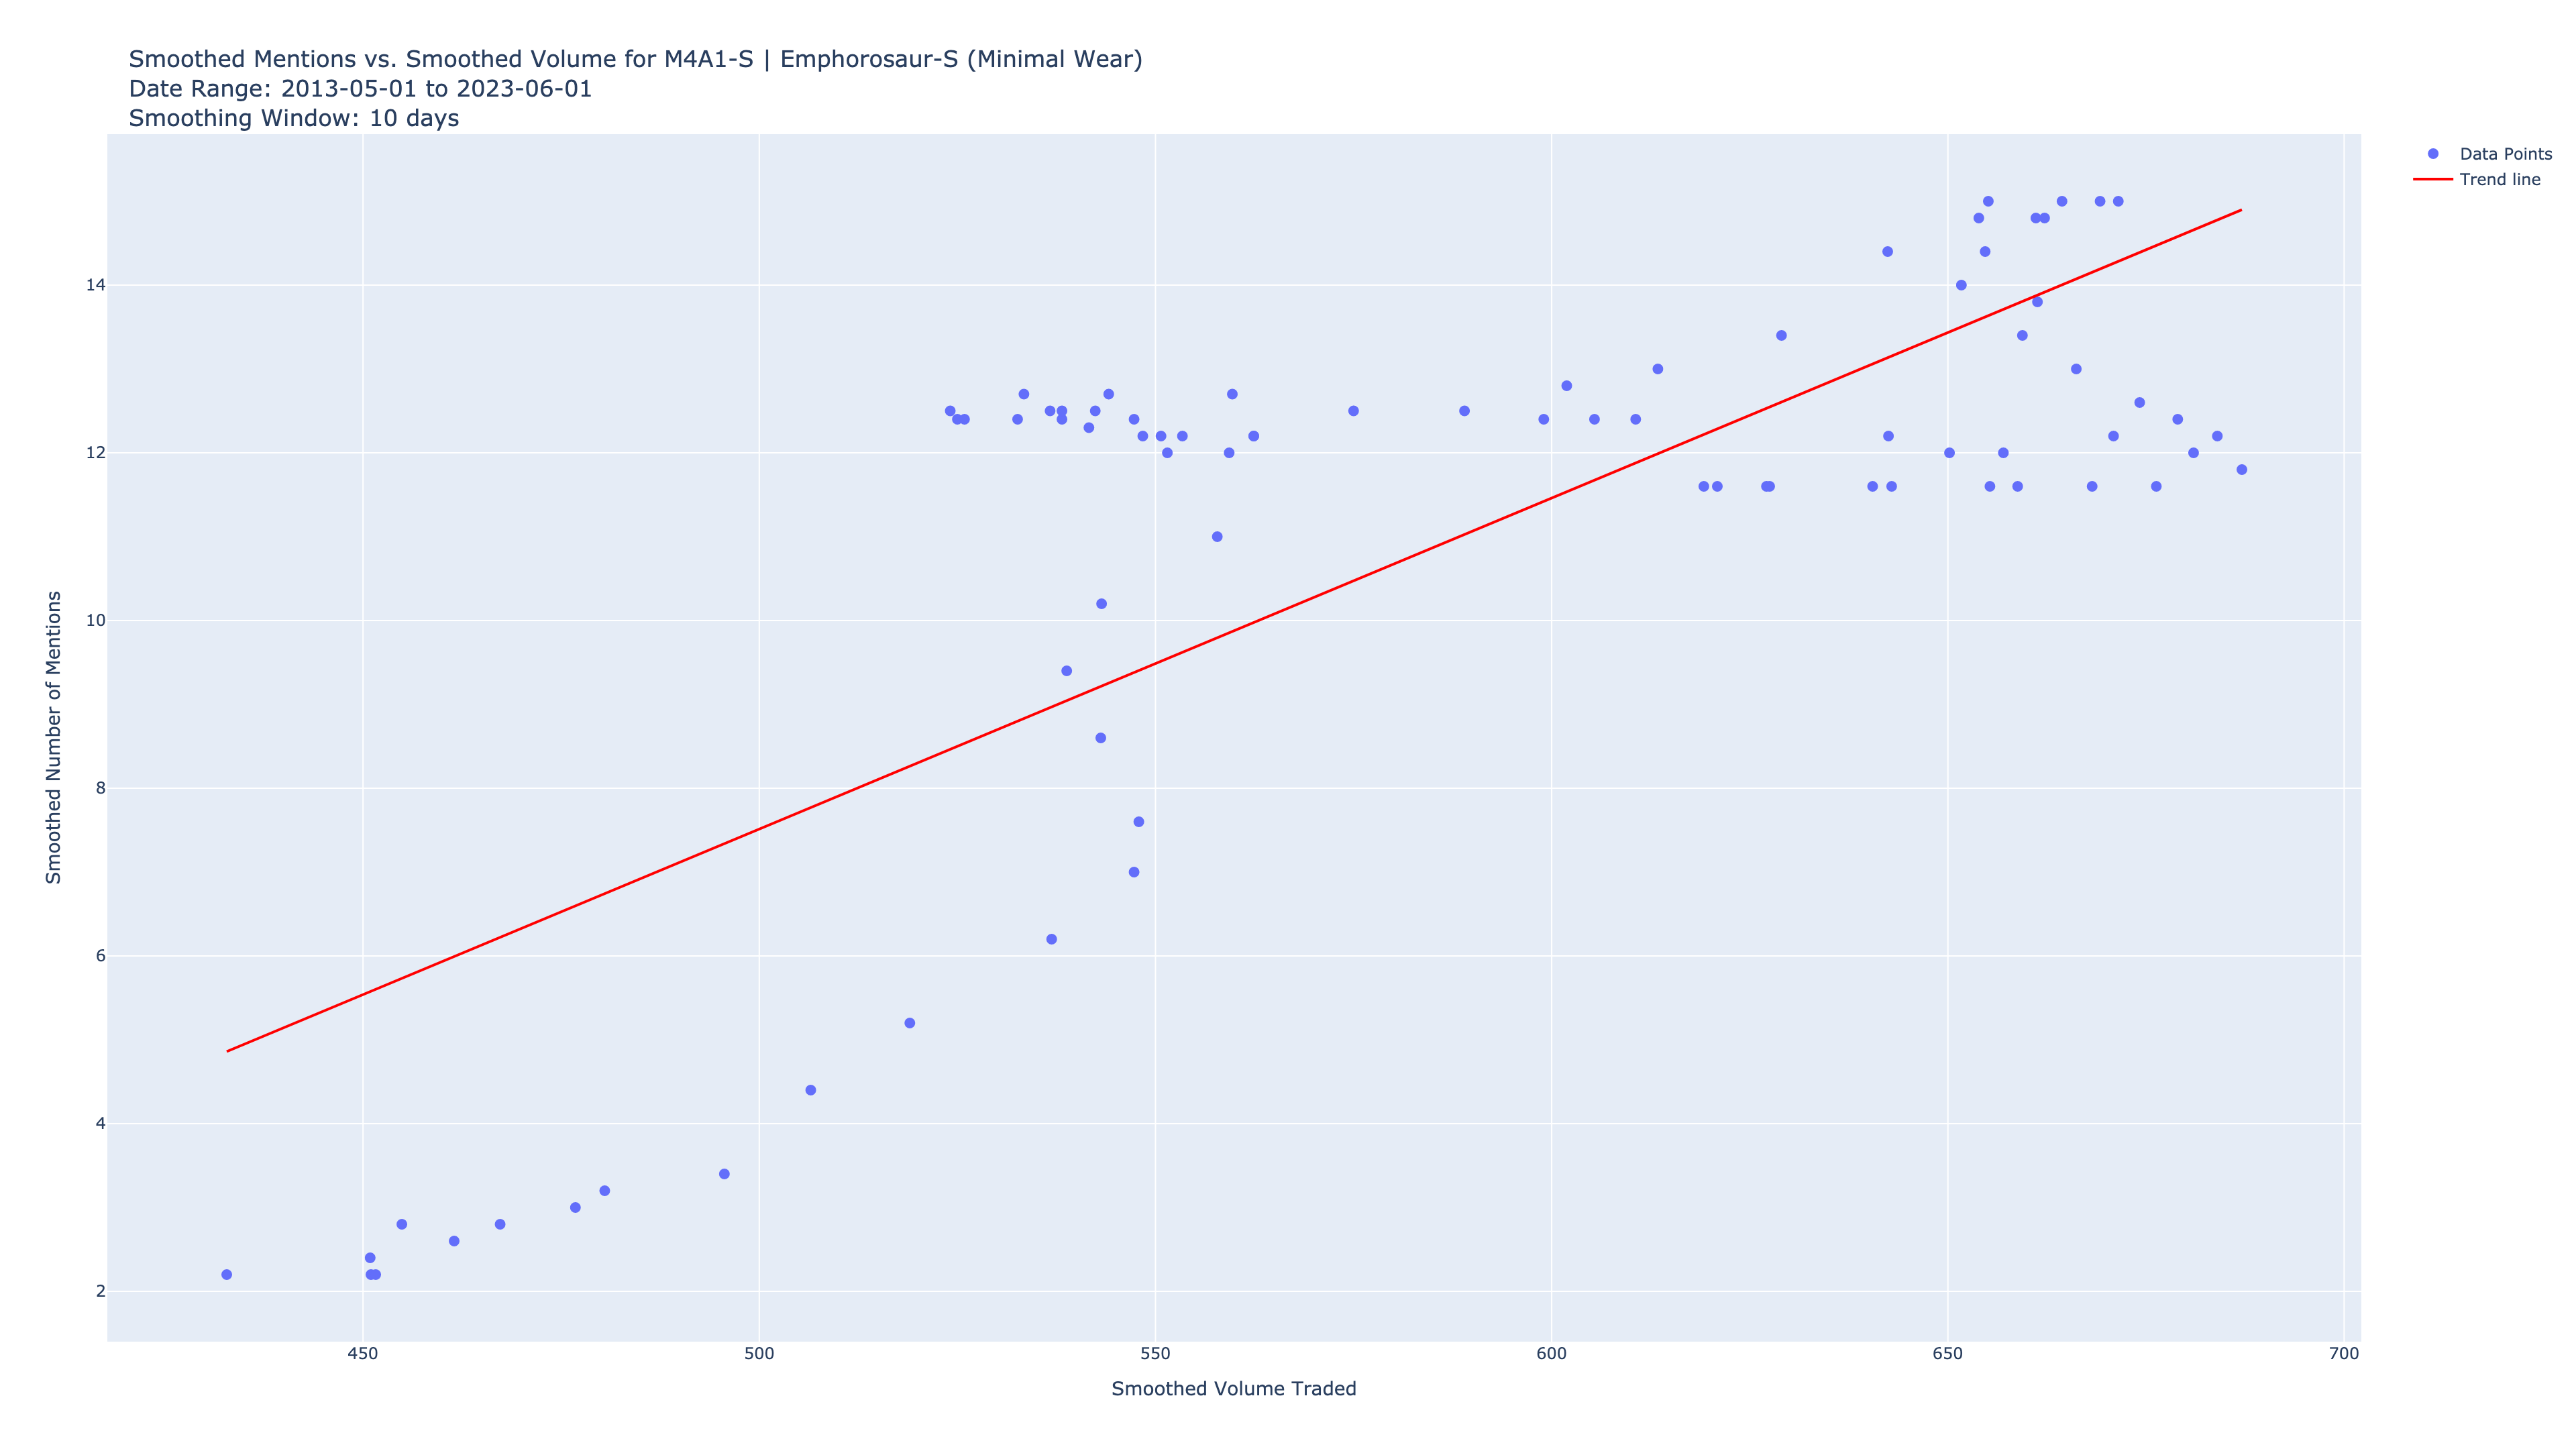 Smoothed Mentions vs. Smoothed Volume for M4A1-S | Emphorosaur-S (Minimal Wear)
Date Range: 2013-05-01 to 2023-06-01
Smoothing Window: 10 days
Data Points
Trend line
Smoothed Number of Mentions
14
12
10
8
6
4
2
450 500 550 600 650 700
Smoothed Volume Traded